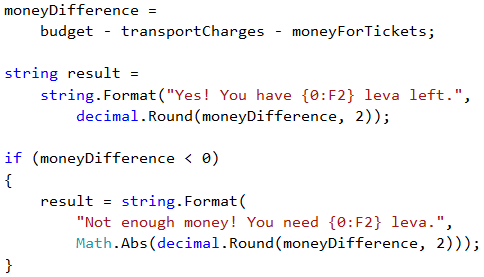 moneyDifference =
    budget - transportCharges - moneyForTickets;

string result =
    string.Format("Yes! You have {0:F2} leva left.",
        decimal.Round(moneyDifference, 2));

if (moneyDifference < 0)
{
    result = string.Format(
        "Not enough money! You need {0:F2} leva.",
        Math.Abs(decimal.Round(moneyDifference, 2)));
}